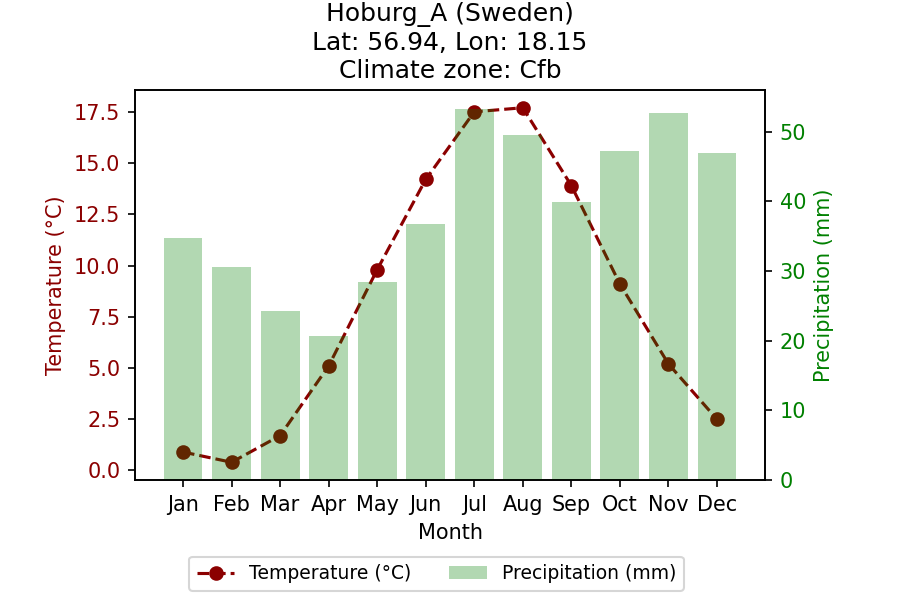 Hoburg_A (Sweden)
Lat: 56.94, Lon: 18.15
Climate zone: Cfb
17.5
15.0
12.5
10.0
7.5
5.0
2.5
0.0
Temperature (°C)
50
40
30
20
10
0
Precipitation (mm)
Jan Feb Mar Apr May Jun Jul Aug Sep Oct Nov Dec
Month
Temperature (°C) Precipitation (mm)